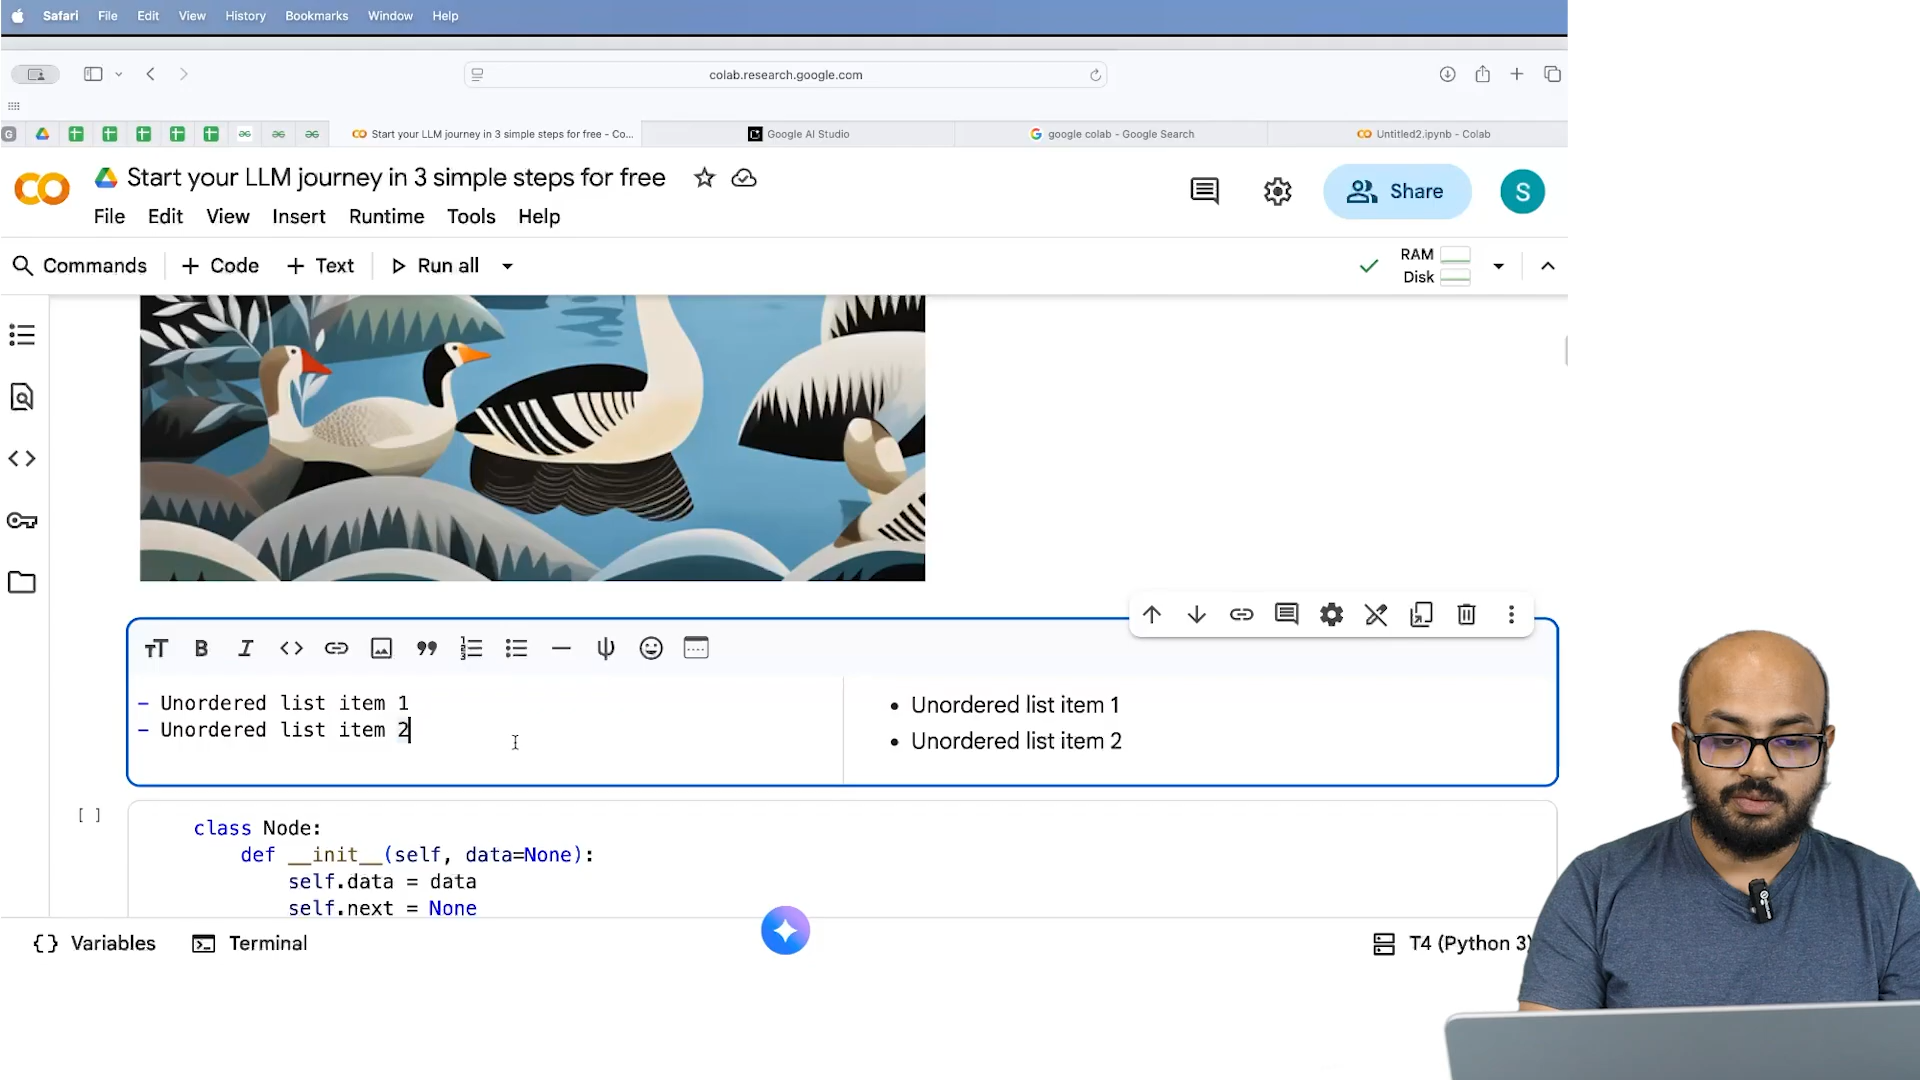 Safari File Edit View History Bookmarks Window Help
colab.research.google.com
Start your LLM journey in 3 simple steps for free - Co...
Google AI Studio
google colab - Google Search
Untitled2.ipynb - Colab
Start your LLM journey in 3 simple steps for free
Share
S
File Edit View Insert Runtime Tools Help
Commands + Code + Text Run all
RAM
Disk
B I
- Unordered list item 1
- Unordered list item 2
• Unordered list item 1
• Unordered list item 2
[ ]
class Node:
def __init__(self, data=None):
self.data = data
self.next = None
{} Variables
Terminal
T4 (Python 3)